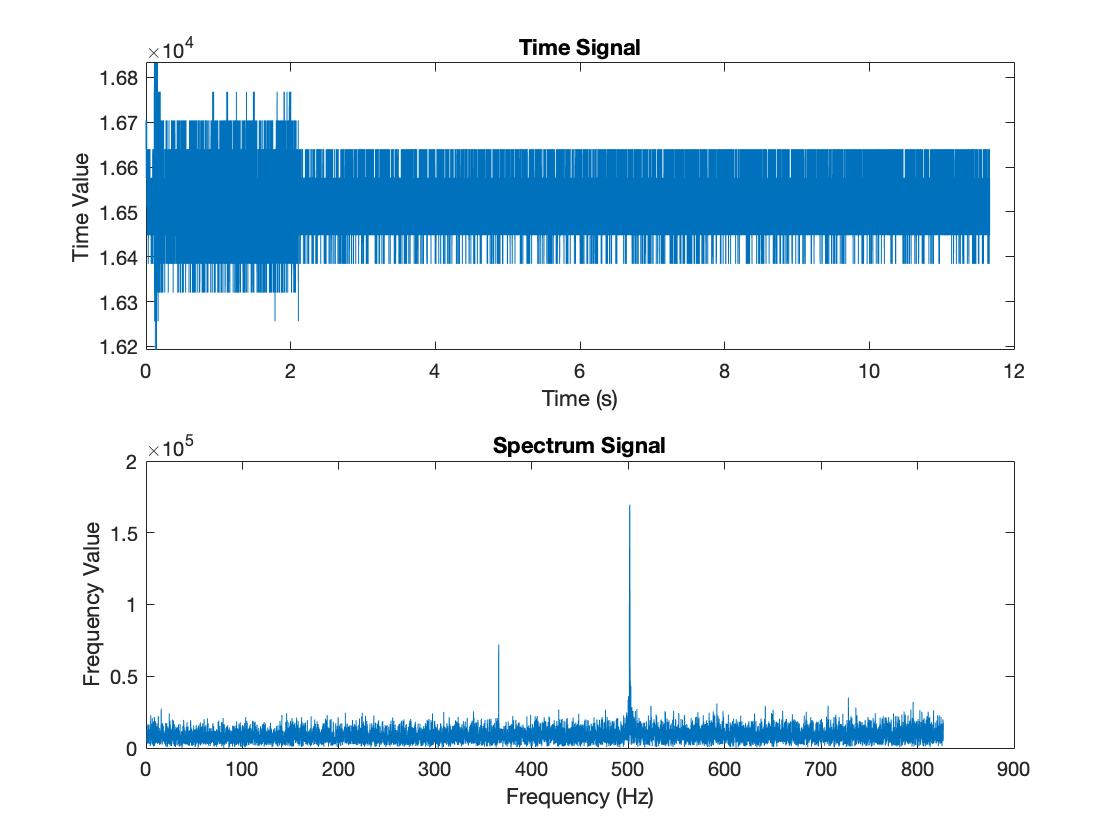 Time Signal
×10⁴
1.68
1.67
1.66
1.65
1.64
1.63
1.62
Time Value
0 2 4 6 8 10 12
Time (s)
Spectrum Signal
×10⁵
2
1.5
1
0.5
0
Frequency Value
0 100 200 300 400 500 600 700 800 900
Frequency (Hz)